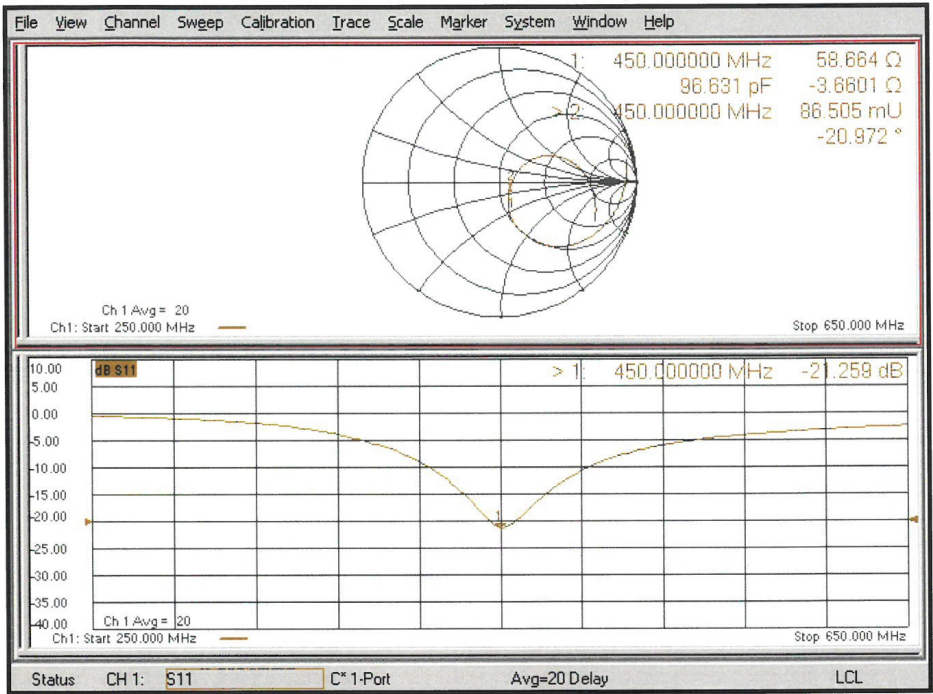 File View Channel Sweep Calibration Trace Scale Marker System Window Help
1: 450.000000 MHz 58.664 Ω
96.631 pF -3.6601 Ω
> 2: 450.000000 MHz 86.505 mU
-20.972 °
Ch 1 Avg = 20
Ch1: Start 250.000 MHz
Stop 650.000 MHz
10.00
dB S11
> 1: 450.000000 MHz -21.259 dB
5.00
0.00
-5.00
-10.00
-15.00
1
-20.00
-25.00
-30.00
-35.00
-40.00
Ch 1 Avg = 20
Ch1: Start 250.000 MHz
Stop 650.000 MHz
Status CH 1: S11 C* 1-Port Avg=20 Delay LCL